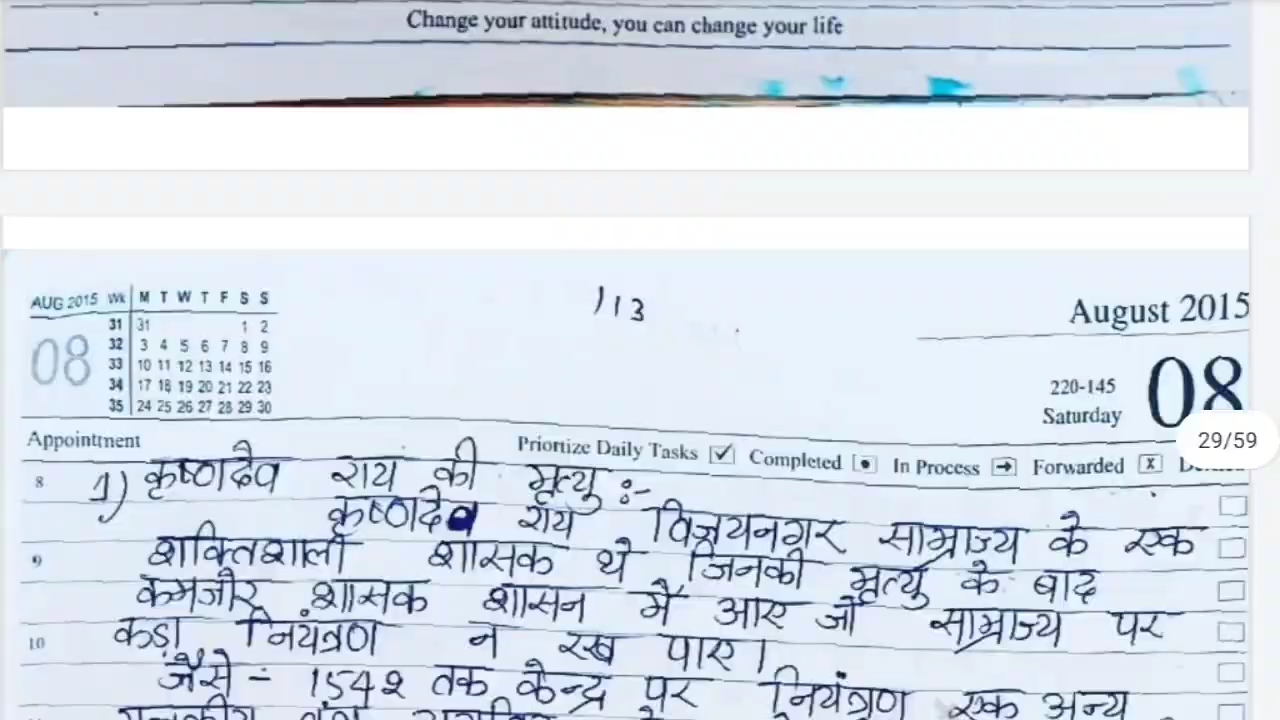 Change your attitude, you can change your life
113
August 2015
AUG 2015 Wk M T W T F S S
31 31 1 2
08 32 3 4 5 6 7 8 9
33 10 11 12 13 14 15 16
34 17 18 19 20 21 22 23
35 24 25 26 27 28 29 30
220-145
Saturday
08
29/59
Appointment Priortize Daily Tasks Completed In Process Forwarded
8 1) कृष्णदेव राय की मृत्यु :-
कृष्णदेव राय विजयनगर साम्राज्य के एक
9 शक्तिशाली शासक थे जिनकी मृत्यु के बाद
कमजोर शासक शासन में आए जो साम्राज्य पर
10 कड़ा नियंत्रण न रख पाए।
जैसे - 1542 तक केन्द्र पर नियंत्रण एक अन्य